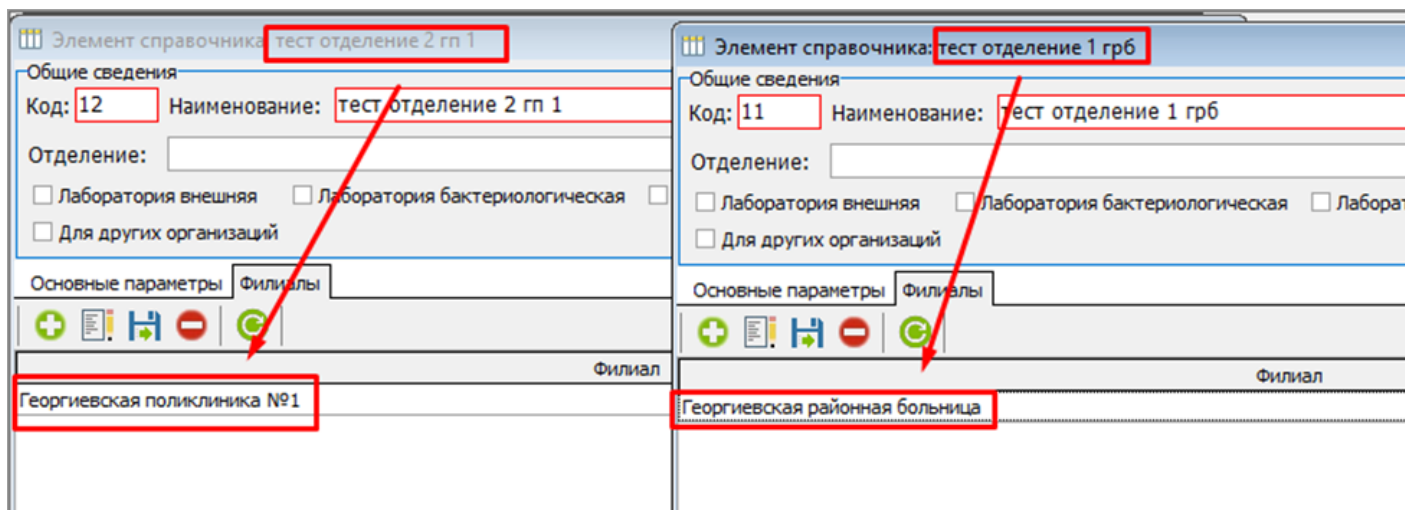 Элемент справочника: тест отделение 2 гп 1
Общие сведения
Код: 12 Наименование: тест отделение 2 гп 1
Отделение:
Лаборатория внешняя Лаборатория бактериологическая
Для других организаций
Основные параметры Филиалы
Филиал
Георгиевская поликлиника №1
Элемент справочника: тест отделение 1 грб
Общие сведения
Код: 11 Наименование: тест отделение 1 грб
Отделение:
Лаборатория внешняя Лаборатория бактериологическая Лаборат
Для других организаций
Основные параметры Филиалы
Филиал
Георгиевская районная больница